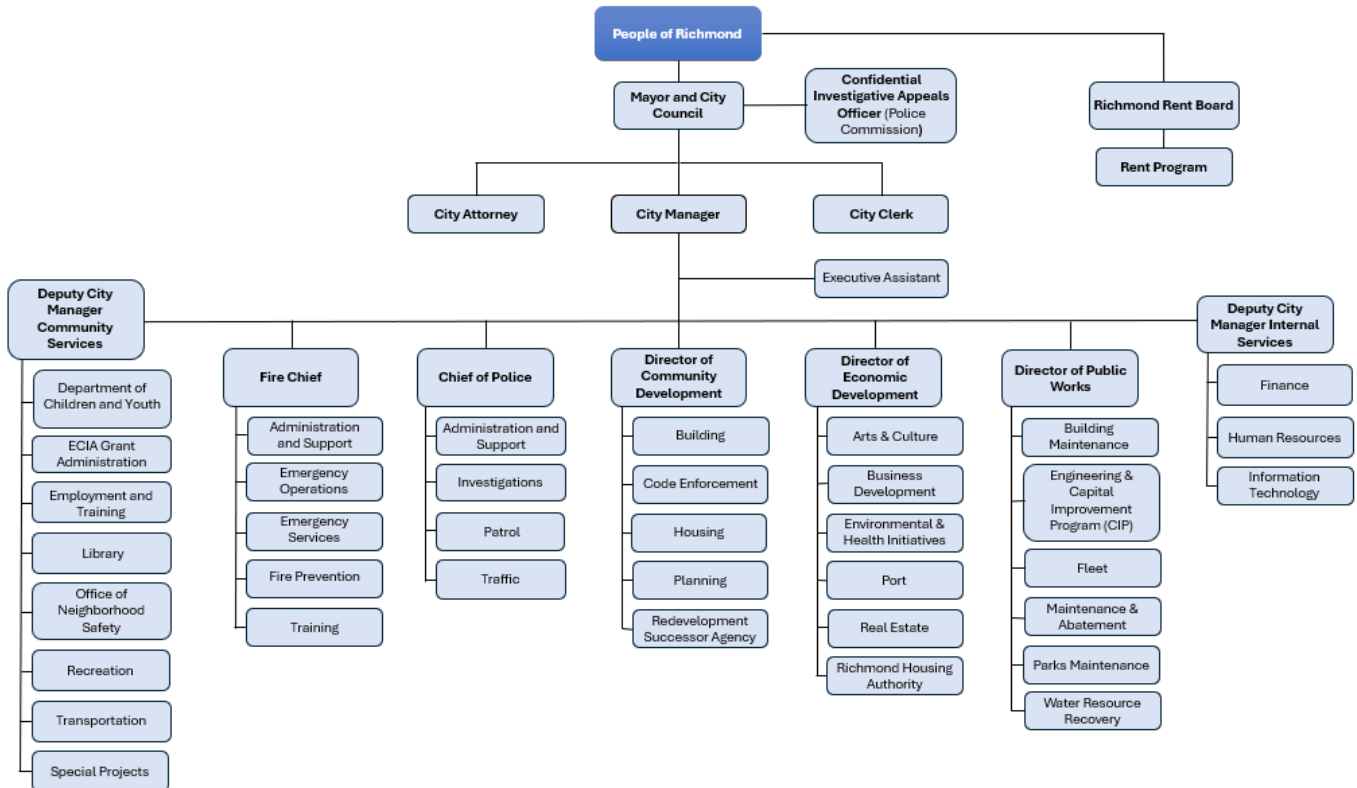 People of Richmond
Mayor and City
Council
Confidential
Investigative Appeals
Officer (Police
Commission)
Richmond Rent Board
Rent Program
City Attorney
City Manager
City Clerk
Executive Assistant
Deputy City
Manager
Community
Services
Department of
Children and Youth
ECIA Grant
Administration
Employment and
Training
Library
Office of
Neighborhood
Safety
Recreation
Transportation
Special Projects
Fire Chief
Administration
and Support
Emergency
Operations
Emergency
Services
Fire Prevention
Training
Chief of Police
Administration and
Support
Investigations
Patrol
Traffic
Director of
Community
Development
Building
Code Enforcement
Housing
Planning
Redevelopment
Successor Agency
Director of
Economic
Development
Arts & Culture
Business
Development
Environmental &
Health Initiatives
Port
Real Estate
Richmond Housing
Authority
Director of Public
Works
Building
Maintenance
Engineering &
Capital
Improvement
Program (CIP)
Fleet
Maintenance &
Abatement
Parks Maintenance
Water Resource
Recovery
Deputy City
Manager Internal
Services
Finance
Human Resources
Information
Technology